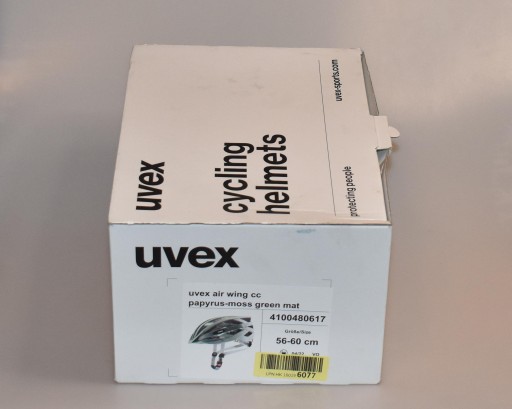 uvex
cycling
helmets
uvex-sports.com
protecting people
uvex
uvex air wing cc
papyrus-moss green mat
4100480617
Größe/Size
56-60 cm
VG
6077